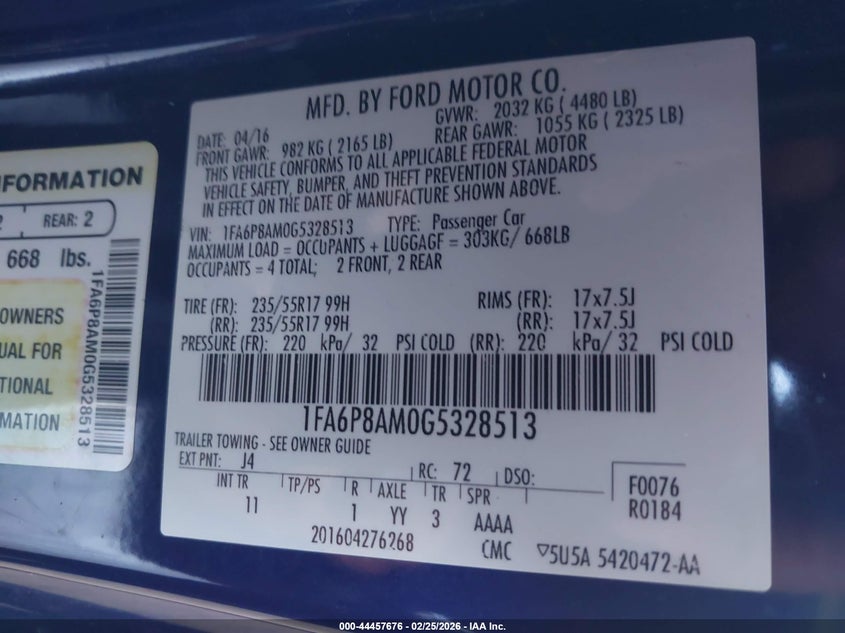 NFORMATION
2 REAR: 2
668 lbs.
OWNERS
UAL FOR
TIONAL
MATION
1FA6P8AM0G5328513
MFD. BY FORD MOTOR CO.
DATE: 04/16 GVWR: 2032 KG ( 4480 LB)
FRONT GAWR: 982 KG ( 2165 LB) REAR GAWR: 1055 KG ( 2325 LB)
THIS VEHICLE CONFORMS TO ALL APPLICABLE FEDERAL MOTOR
VEHICLE SAFETY, BUMPER, AND THEFT PREVENTION STANDARDS
IN EFFECT ON THE DATE OF MANUFACTURE SHOWN ABOVE.
VIN: 1FA6P8AM0G5328513 TYPE: Passenger Car
MAXIMUM LOAD = OCCUPANTS + LUGGAGE = 303KG/ 668LB
OCCUPANTS = 4 TOTAL; 2 FRONT, 2 REAR
TIRE (FR): 235/55R17 99H RIMS (FR): 17x7.5J
(RR): 235/55R17 99H (RR): 17x7.5J
PRESSURE (FR): 220 kPa/ 32 PSI COLD (RR): 220 kPa/ 32 PSI COLD
1FA6P8AM0G5328513
TRAILER TOWING - SEE OWNER GUIDE
EXT PNT: J4 RC: 72 DSO:
INT TR TP/PS R AXLE TR SPR
11 1 YY 3 AAAA
F0076
R0184
201604276268 CMC ▽5U5A 5420472-AA
000-44457676 | 02/25/2026 - IAA Inc.